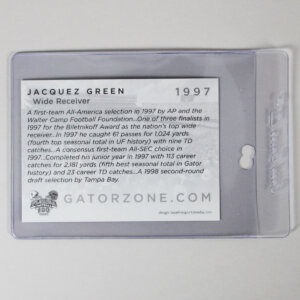 JACQUEZ GREEN 1997
Wide Receiver
A first-team All-America selection in 1997 by AP and the
Walter Camp Football Foundation...One of three finalists in
1997 for the Biletnikoff Award as the nation's top wide
receiver...In 1997 he caught 61 passes for 1,024 yards
(fourth top seasonal total in UF history) with nine TD
catches...A consensus first-team All-SEC choice in
1997...Completed his junior year in 1997 with 113 career
catches for 2,181 yards (fifth best seasonal total in Gator
history) and 23 career TD catches...A 1998 second-round
draft selection by Tampa Bay.
GATORZONE.COM